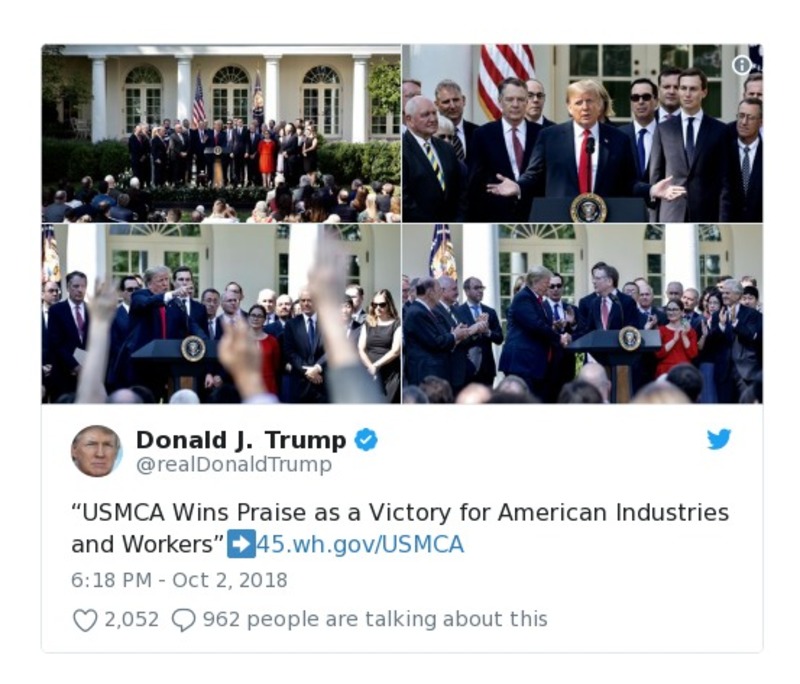 Donald J. Trump
@realDonaldTrump
“USMCA Wins Praise as a Victory for American Industries
and Workers”➡45.wh.gov/USMCA
6:18 PM - Oct 2, 2018
2,052 962 people are talking about this